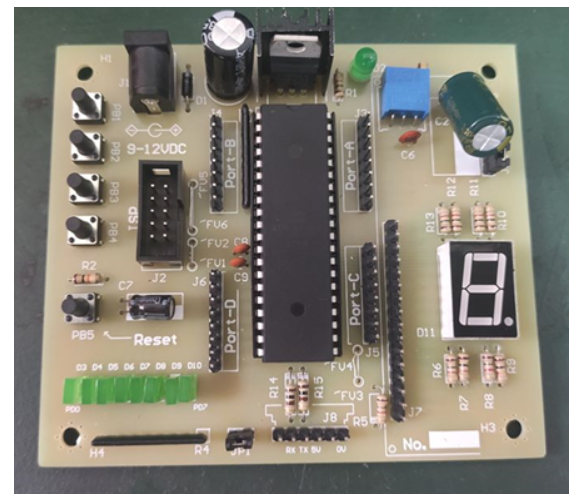 H1
J1
D1
R1
C2
PB1
9-12VDC
J4
Port-B
Port-A
C6
PB2
R12
R11
PB3
ISP
FV5
R13
R10
PB4
FV6
FV2
C8
R2
J2
FV1
C9
J6
Port-C
C7
PB5
Reset
Port-D
D11
J5
FV4
R6
R9
D3 D4 D5 D6 D7 D8 D9 D10
R14
R15
FV3
R7
R8
PD0
PD7
R5
J7
J8
H4
R4
JP1
RX TX 5V 0V
No.
H3